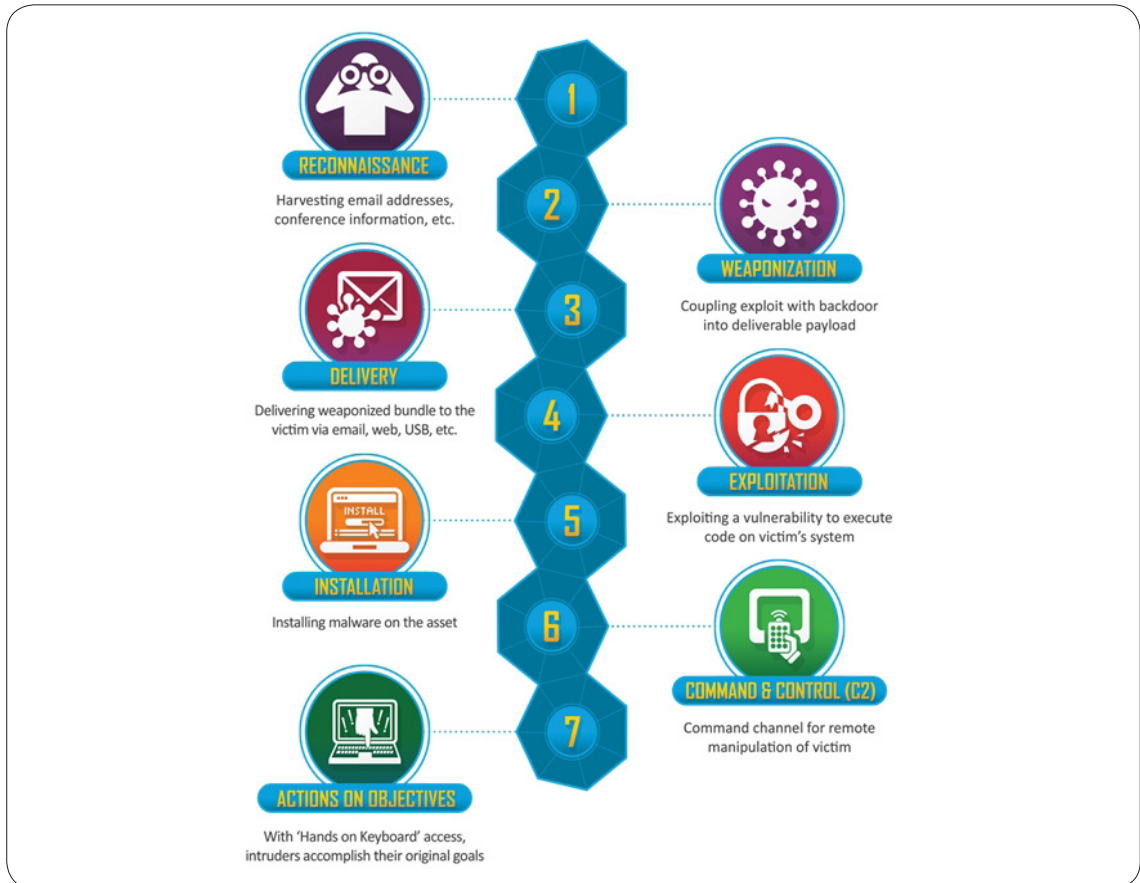 1
RECONNAISSANCE
Harvesting email addresses,
conference information, etc.
2
WEAPONIZATION
Coupling exploit with backdoor
into deliverable payload
3
DELIVERY
Delivering weaponized bundle to the
victim via email, web, USB, etc.
4
EXPLOITATION
Exploiting a vulnerability to execute
code on victim's system
5
INSTALL
INSTALLATION
Installing malware on the asset
6
COMMAND & CONTROL (C2)
Command channel for remote
manipulation of victim
7
!!
!!
ACTIONS ON OBJECTIVES
With 'Hands on Keyboard' access,
intruders accomplish their original goals